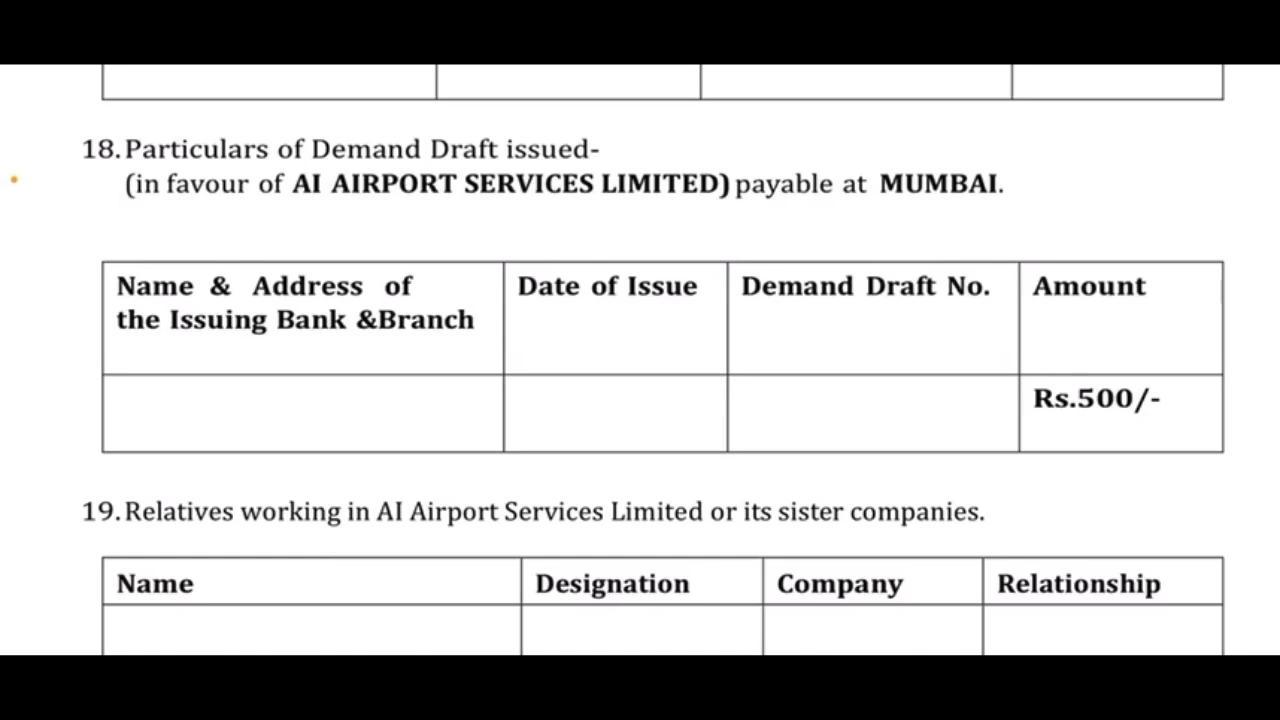 18. Particulars of Demand Draft issued-
(in favour of AI AIRPORT SERVICES LIMITED) payable at MUMBAI.
Name & Address of the Issuing Bank &Branch
Date of Issue
Demand Draft No.
Amount
Rs.500/-
19. Relatives working in AI Airport Services Limited or its sister companies.
Name
Designation
Company
Relationship